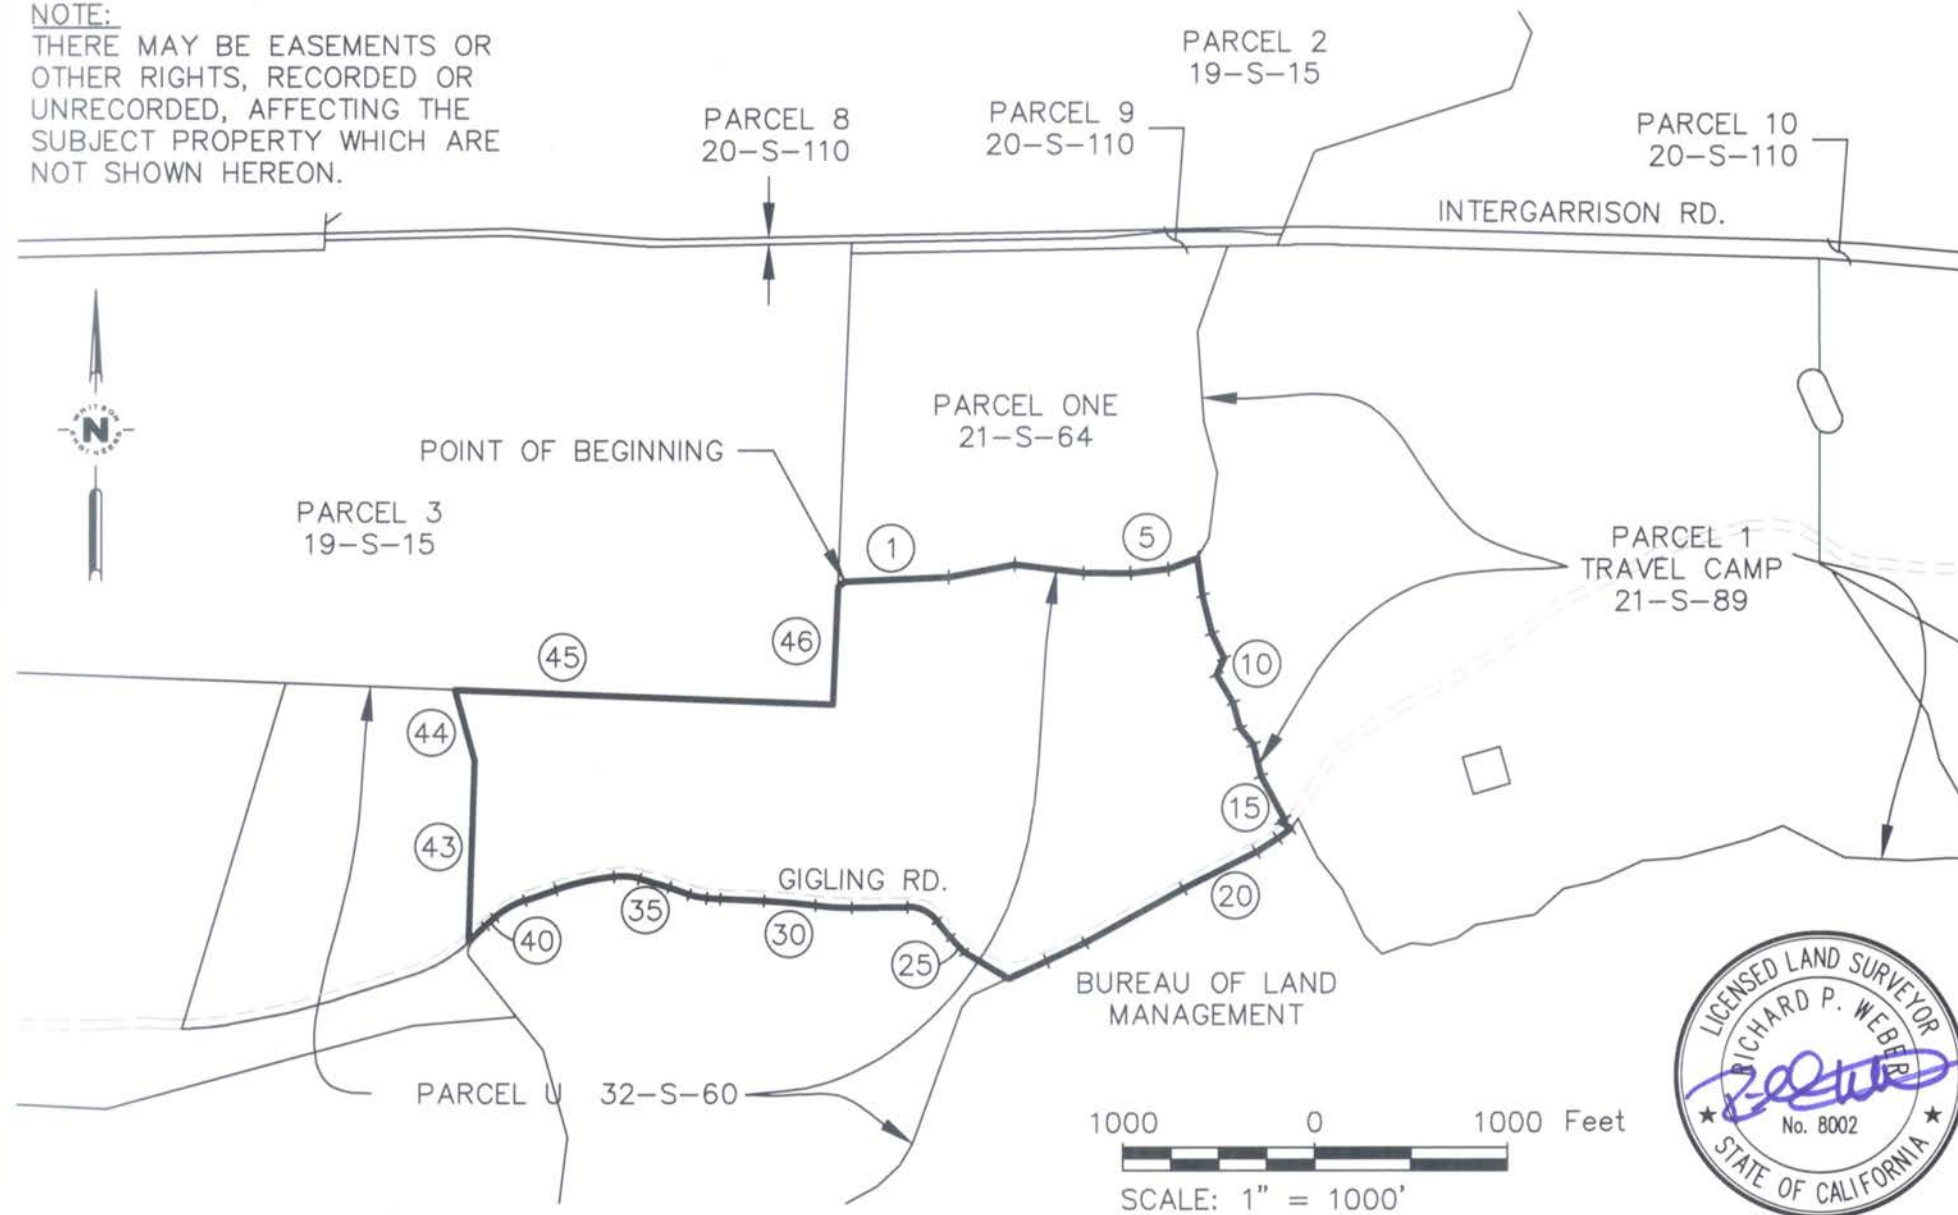 NOTE:
THERE MAY BE EASEMENTS OR
OTHER RIGHTS, RECORDED OR
UNRECORDED, AFFECTING THE
SUBJECT PROPERTY WHICH ARE
NOT SHOWN HEREON.
PARCEL 2
19-S-15
PARCEL 8
20-S-110
PARCEL 9
20-S-110
PARCEL 10
20-S-110
INTERGARRISON RD.
WHITSON
N
ENGINEERS
PARCEL ONE
21-S-64
POINT OF BEGINNING
PARCEL 3
19-S-15
1
5
PARCEL 1
TRAVEL CAMP
21-S-89
46
45
10
44
15
43
GIGLING RD.
20
35
30
40
25
BUREAU OF LAND
MANAGEMENT
PARCEL U 32-S-60
1000 0 1000 Feet
SCALE: 1" = 1000'
LICENSED LAND SURVEYOR
RICHARD P. WEBER
No. 8002
STATE OF CALIFORNIA